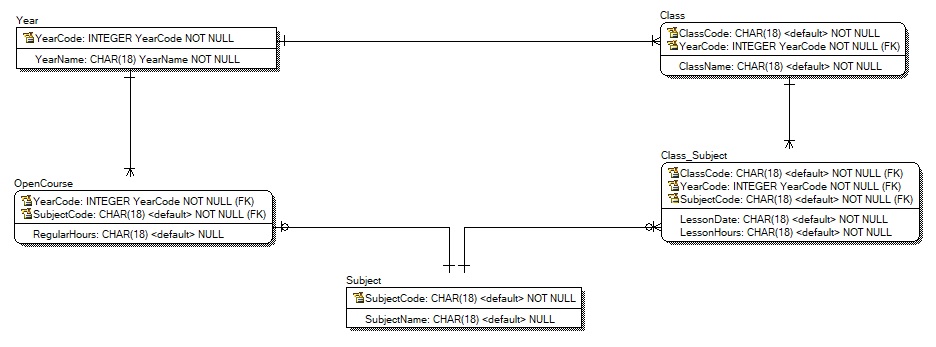 Year
YearCode: INTEGER YearCode NOT NULL
YearName: CHAR(18) YearName NOT NULL
Class
ClassCode: CHAR(18) <default> NOT NULL
YearCode: INTEGER YearCode NOT NULL (FK)
ClassName: CHAR(18) <default> NOT NULL
OpenCourse
YearCode: INTEGER YearCode NOT NULL (FK)
SubjectCode: CHAR(18) <default> NOT NULL (FK)
RegularHours: CHAR(18) <default> NULL
Class_Subject
ClassCode: CHAR(18) <default> NOT NULL (FK)
YearCode: INTEGER YearCode NOT NULL (FK)
SubjectCode: CHAR(18) <default> NOT NULL (FK)
LessonDate: CHAR(18) <default> NOT NULL
LessonHours: CHAR(18) <default> NOT NULL
Subject
SubjectCode: CHAR(18) <default> NOT NULL
SubjectName: CHAR(18) <default> NULL